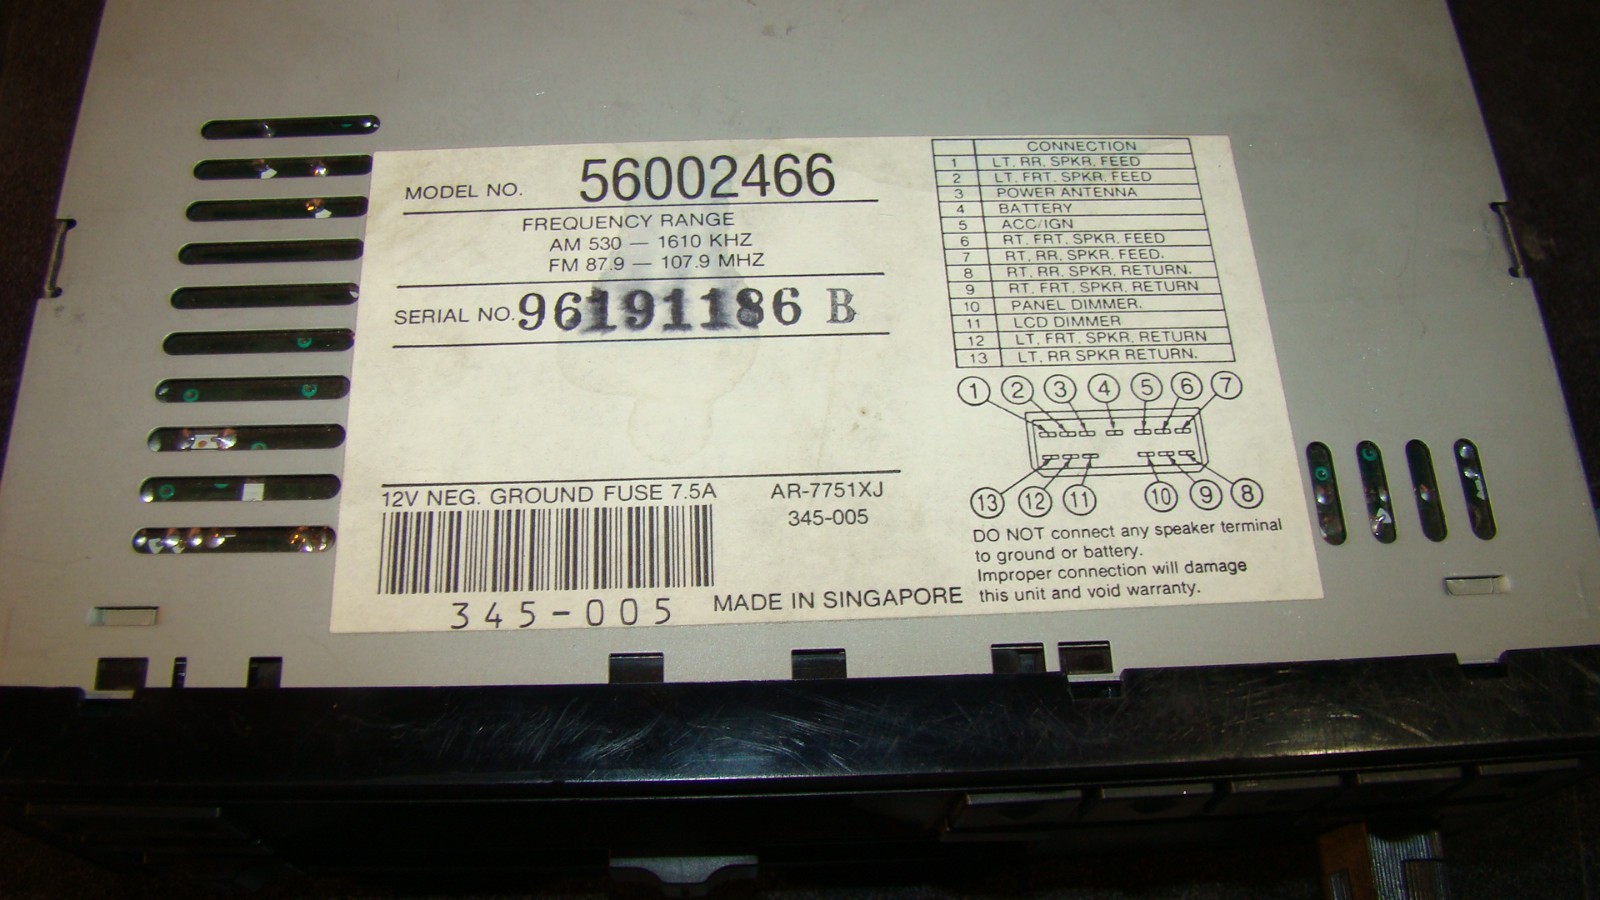 MODEL NO. 56002466
FREQUENCY RANGE
AM 530 — 1610 KHZ
FM 87.9 — 107.9 MHZ
SERIAL NO. 96191186 B
12V NEG. GROUND FUSE 7.5A
AR-7751XJ
345-005
345-005
MADE IN SINGAPORE
CONNECTION
1 LT. RR. SPKR. FEED
2 LT. FRT. SPKR. FEED
3 POWER ANTENNA
4 BATTERY
5 ACC/IGN
6 RT. FRT. SPKR. FEED
7 RT. RR. SPKR. FEED.
8 RT. RR. SPKR. RETURN.
9 RT. FRT. SPKR. RETURN
10 PANEL DIMMER.
11 LCD DIMMER
12 LT. FRT. SPKR. RETURN
13 LT. RR SPKR RETURN.
1 2 3 4 5 6 7
13 12 11 10 9 8
DO NOT connect any speaker terminal
to ground or battery.
Improper connection will damage
this unit and void warranty.